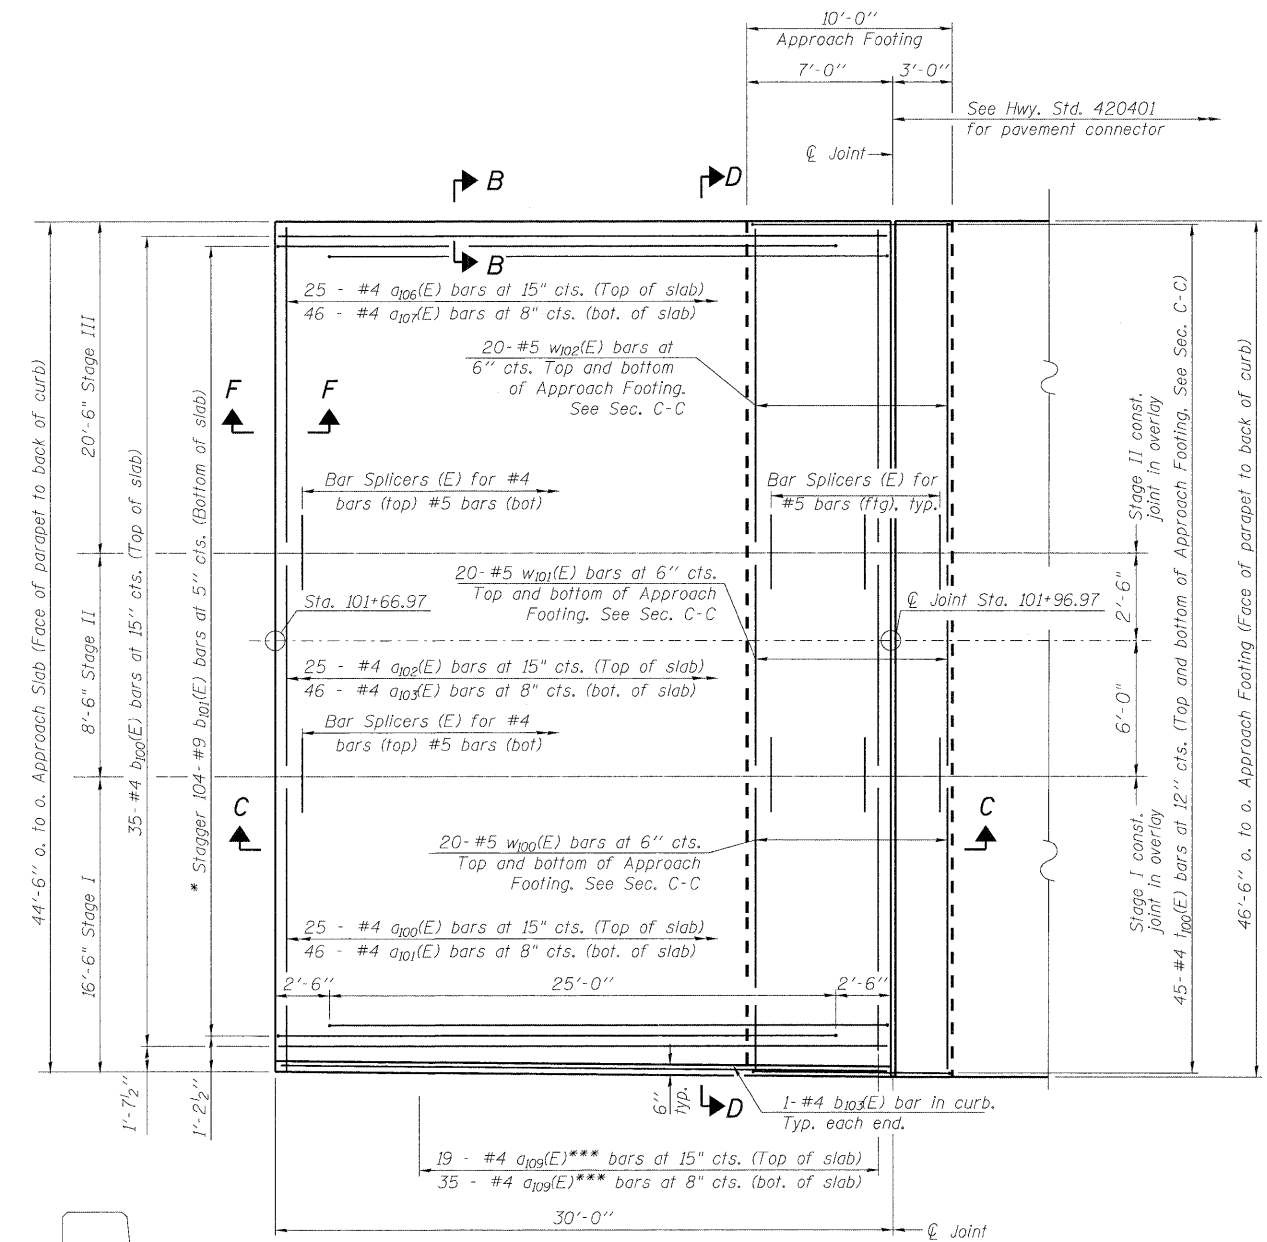 10'-0"
Approach Footing
7'-0"
3'-0"
See Hwy. Std. 420401
for pavement connector
℄ Joint
B
D
B
25 - #4 a106(E) bars at 15" cts. (Top of slab)
46 - #4 a107(E) bars at 8" cts. (bot. of slab)
20-#5 w102(E) bars at
6" cts. Top and bottom
of Approach Footing.
See Sec. C-C
F
F
Bar Splicers (E) for #4
bars (top) #5 bars (bot)
Bar Splicers (E) for
#5 bars (ftg). typ.
20-#5 w101(E) bars at 6" cts.
Top and bottom of Approach
Footing. See Sec. C-C
Sta. 101+66.97
℄ Joint Sta. 101+96.97
25 - #4 a102(E) bars at 15" cts. (Top of slab)
46 - #4 a103(E) bars at 8" cts. (bot. of slab)
Bar Splicers (E) for #4
bars (top) #5 bars (bot)
C
C
20-#5 w100(E) bars at 6" cts.
Top and bottom of Approach
Footing. See Sec. C-C
25 - #4 a100(E) bars at 15" cts. (Top of slab)
46 - #4 a101(E) bars at 8" cts. (bot. of slab)
2'-6"
25'-0"
2'-6"
6"
typ.
D
1-#4 b103(E) bar in curb.
Typ. each end.
19 - #4 a109(E)*** bars at 15" cts. (Top of slab)
35 - #4 a109(E)*** bars at 8" cts. (bot. of slab)
30'-0"
℄ Joint
44'-6" o. to o. Approach Slab (Face of parapet to back of curb)
20'-6" Stage III
8'-6" Stage II
16'-6" Stage I
35-#4 b100(E) bars at 15" cts. (Top of slab)
* Stagger 104-#9 b101(E) bars at 5" cts. (Bottom of slab)
1'-7½"
1'-2½"
Stage II const.
joint in overlay
2'-6"
6'-0"
Stage I const.
joint in overlay
45-#4 t100(E) bars at 12" cts. (Top and bottom of Approach Footing, See Sec. C-C)
46'-6" o. to o. Approach Footing (Face of parapet to back of curb)